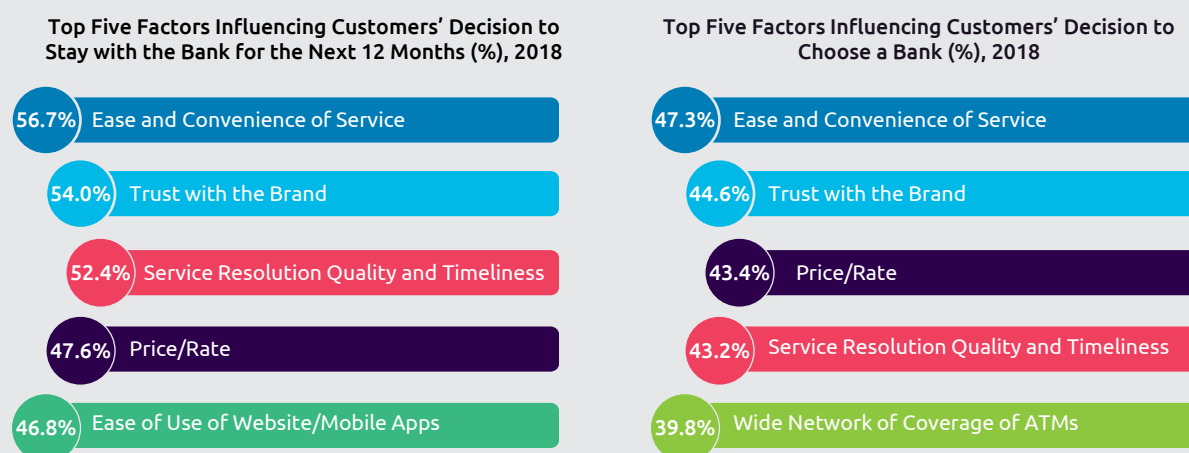 Top Five Factors Influencing Customers’ Decision to
Stay with the Bank for the Next 12 Months (%), 2018
56.7% Ease and Convenience of Service
54.0% Trust with the Brand
52.4% Service Resolution Quality and Timeliness
47.6% Price/Rate
46.8% Ease of Use of Website/Mobile Apps
Top Five Factors Influencing Customers’ Decision to
Choose a Bank (%), 2018
47.3% Ease and Convenience of Service
44.6% Trust with the Brand
43.4% Price/Rate
43.2% Service Resolution Quality and Timeliness
39.8% Wide Network of Coverage of ATMs